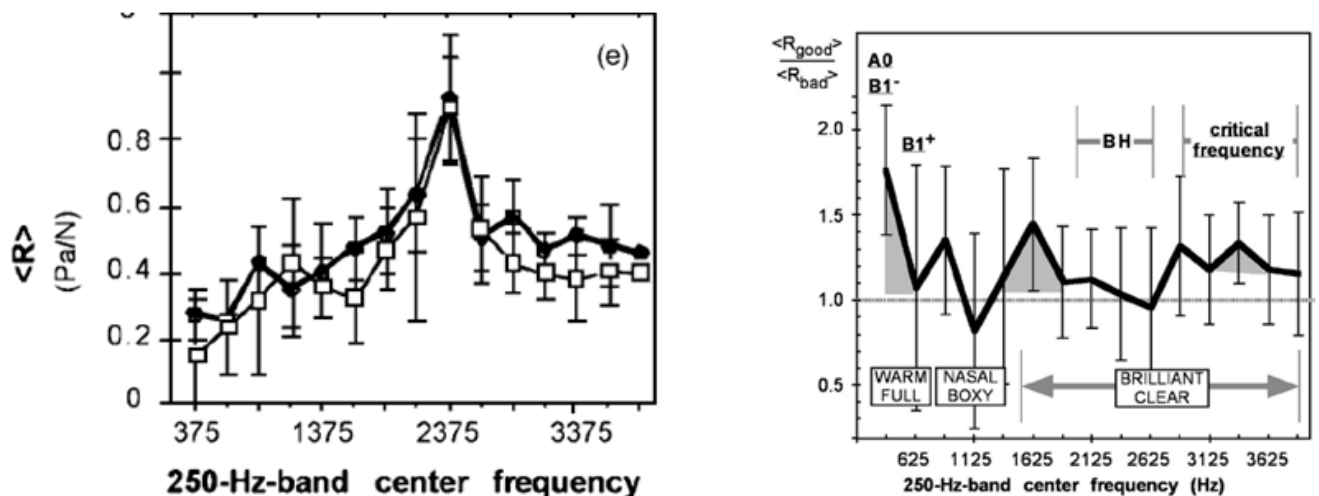 (e)
0.8
0.6
0.4
0.2
0
<R>
(Pa/N)
375 1375 2375 3375
250-Hz-band center frequency
<Rgood>
<Rbad>
A0
B1-
B1+
BH
critical
frequency
2.0
1.5
1.0
0.5
WARM
FULL
NASAL
BOXY
BRILLIANT
CLEAR
625 1125 1625 2125 2625 3125 3625
250-Hz-band center frequency (Hz)